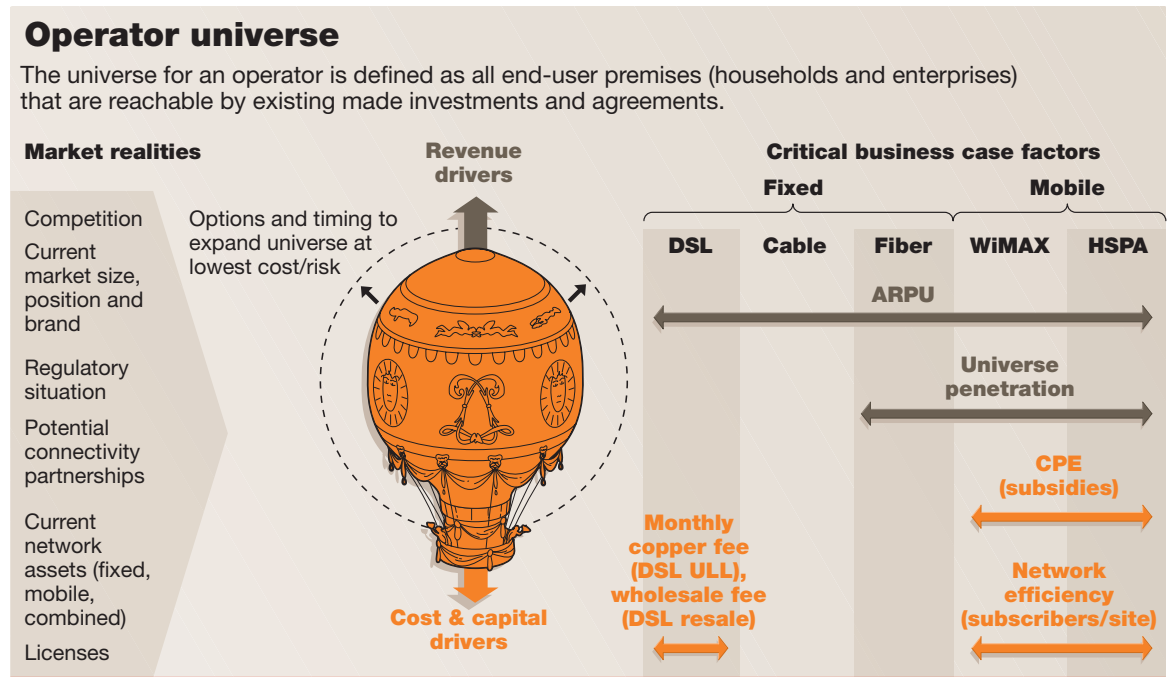 Operator universe
The universe for an operator is defined as all end-user premises (households and enterprises)
that are reachable by existing made investments and agreements.
Market realities
Competition
Current
market size,
position and
brand
Regulatory
situation
Potential
connectivity
partnerships
Current
network
assets (fixed,
mobile,
combined)
Licenses
Options and timing to
expand universe at
lowest cost/risk
Revenue
drivers
Cost & capital
drivers
Critical business case factors
Fixed
Mobile
DSL
Cable
Fiber
WiMAX
HSPA
ARPU
Universe
penetration
CPE
(subsidies)
Monthly
copper fee
(DSL ULL),
wholesale fee
(DSL resale)
Network
efficiency
(subscribers/site)